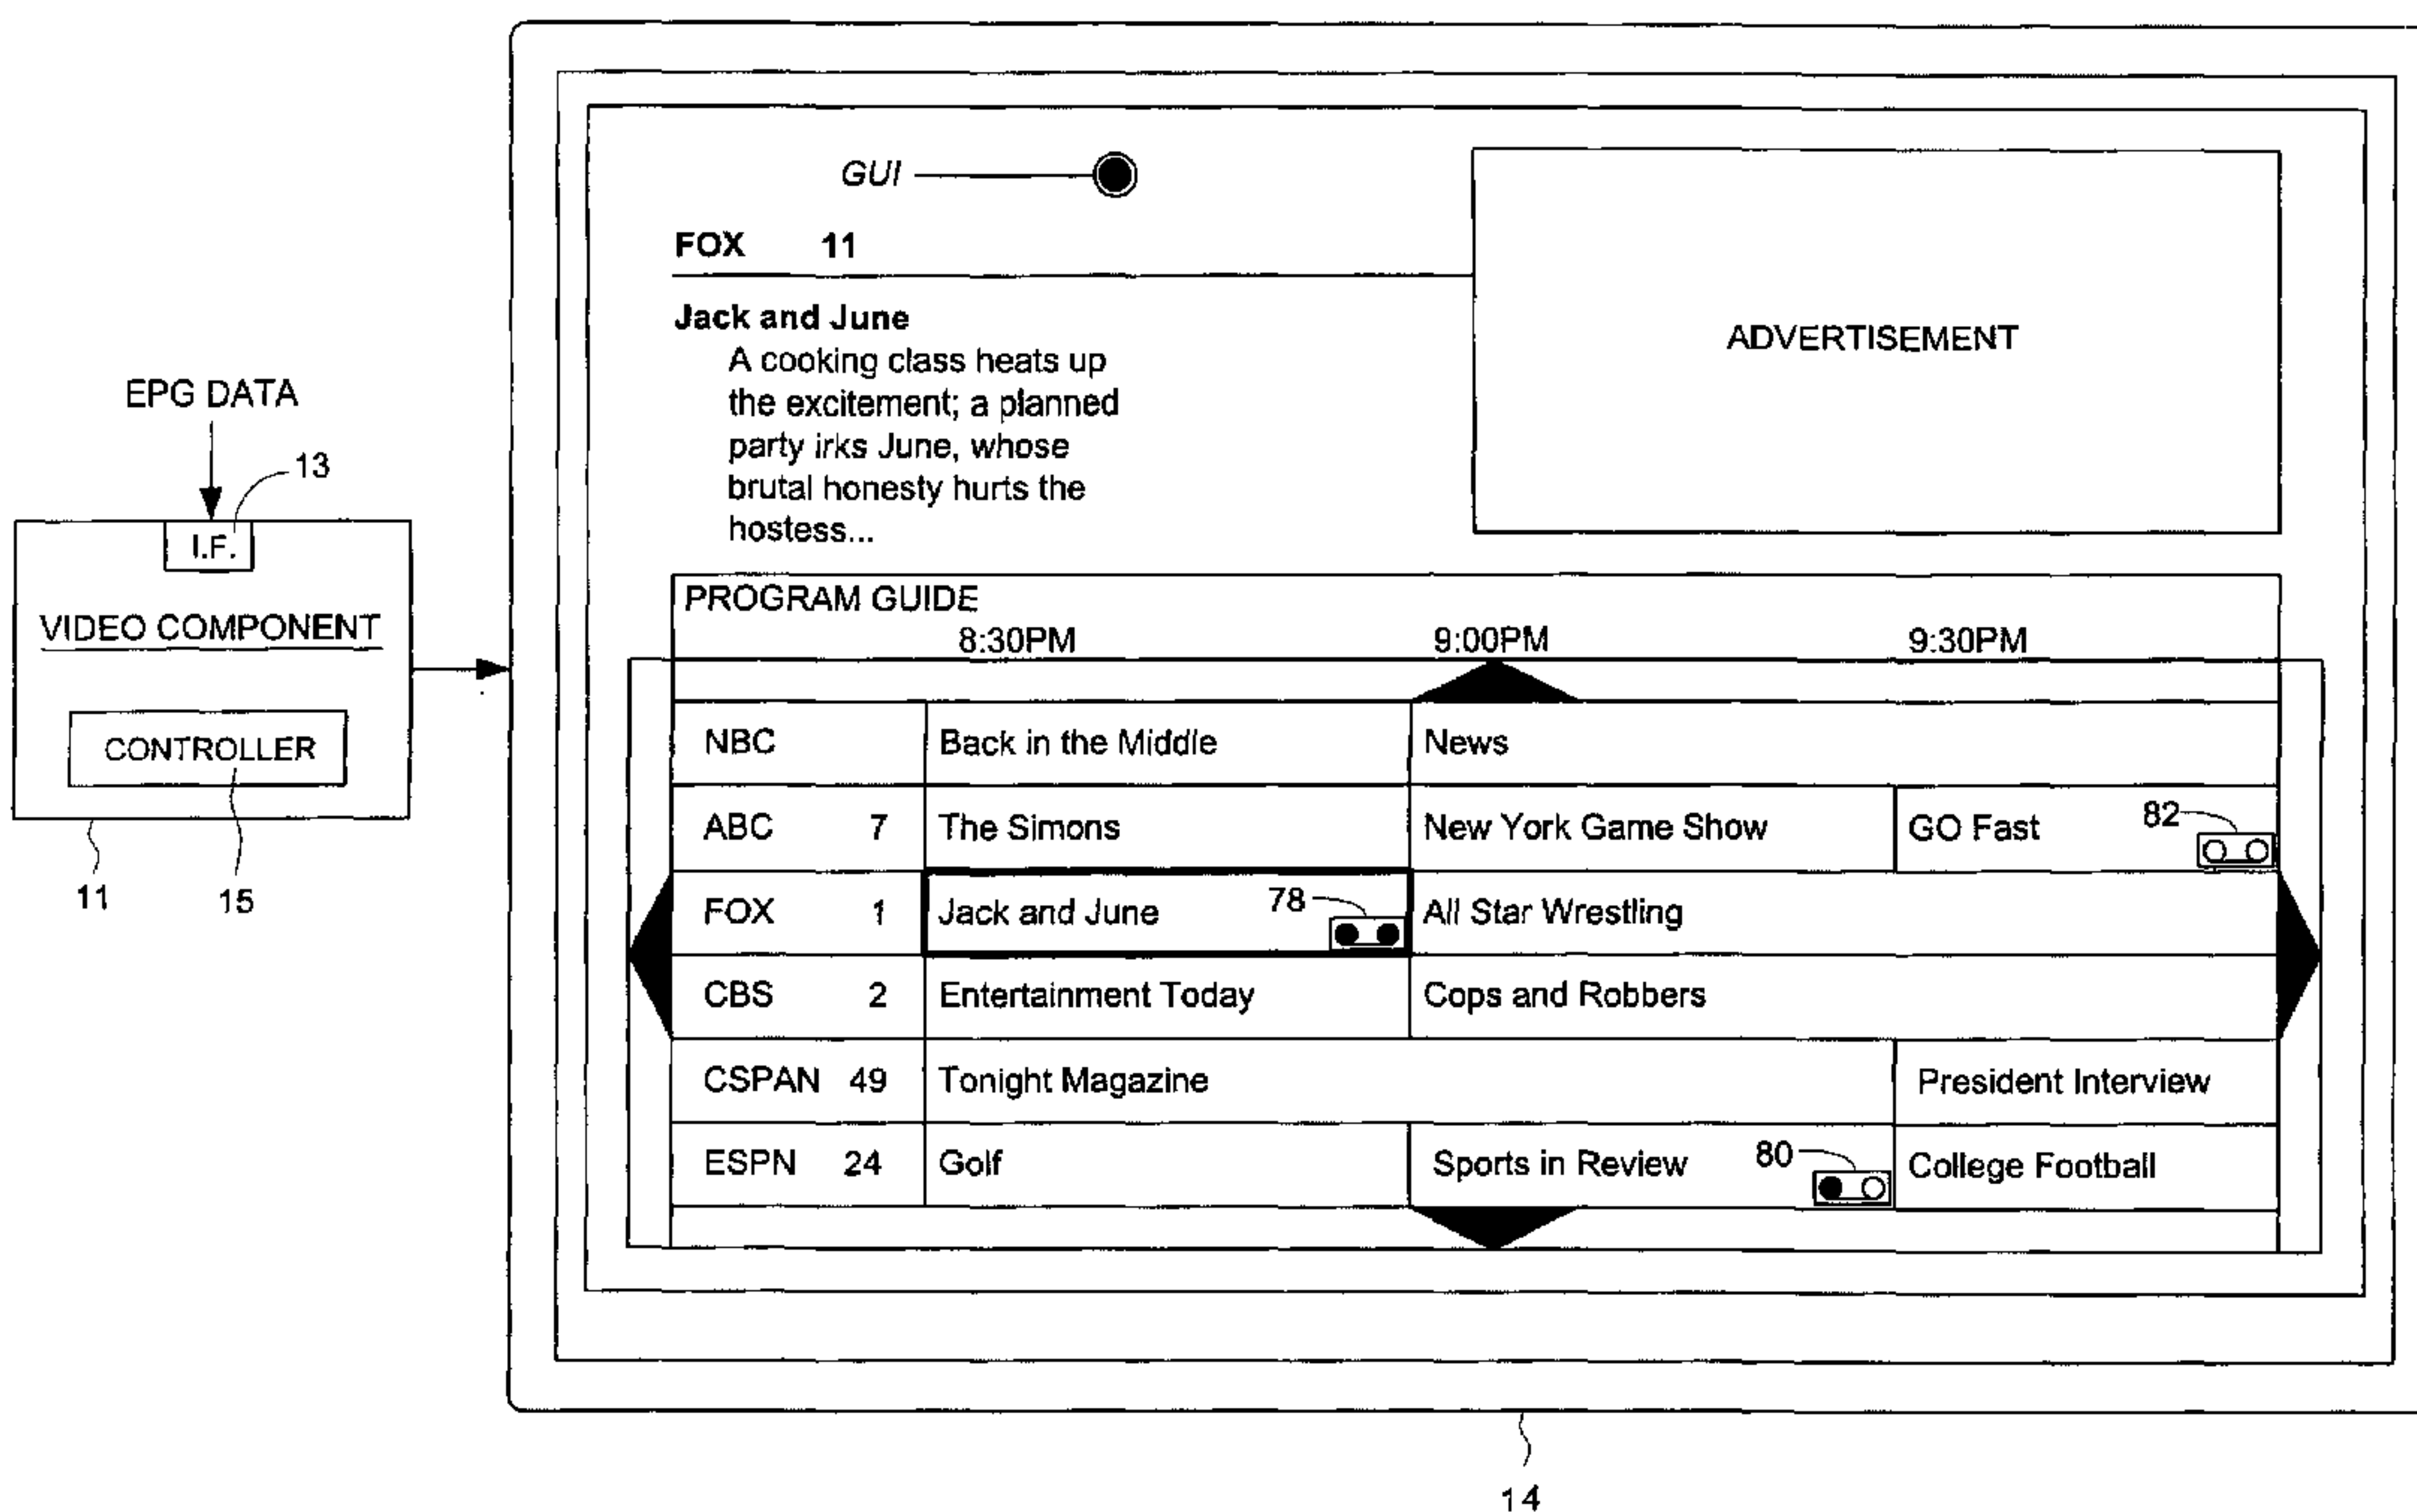 EPG DATA
13
I.F.
VIDEO COMPONENT
CONTROLLER
11
15
GUI
FOX 11
Jack and June
A cooking class heats up
the excitement; a planned
party irks June, whose
brutal honesty hurts the
hostess...
ADVERTISEMENT
PROGRAM GUIDE
8:30PM 9:00PM 9:30PM
NBC Back in the Middle News
ABC 7 The Simons New York Game Show GO Fast 82
FOX 1 Jack and June 78 All Star Wrestling
CBS 2 Entertainment Today Cops and Robbers
CSPAN 49 Tonight Magazine President Interview
ESPN 24 Golf Sports in Review 80 College Football
14